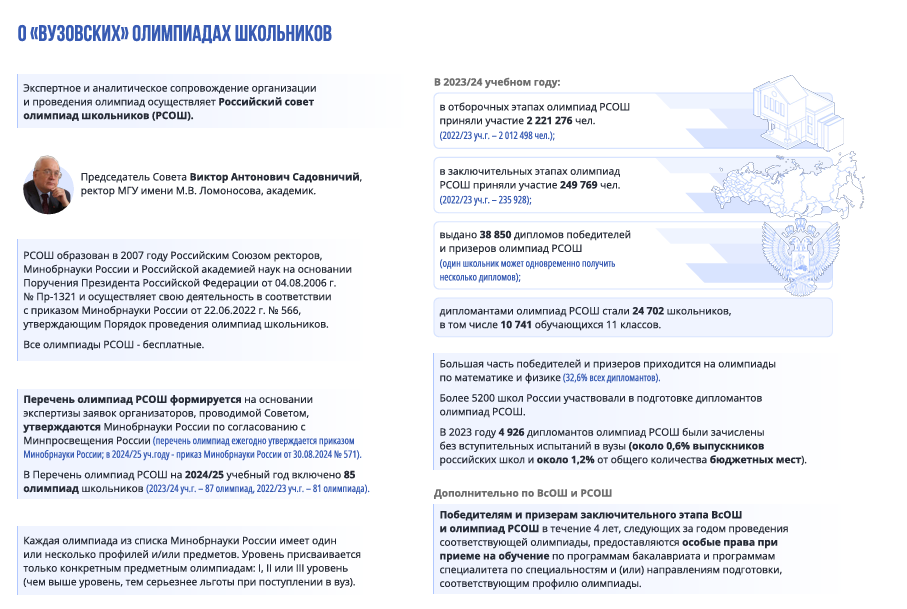 О «ВУЗОВСКИХ» ОЛИМПИАДАХ ШКОЛЬНИКОВ
Экспертное и аналитическое сопровождение организации
и проведения олимпиад осуществляет Российский совет
олимпиад школьников (РСОШ).
Председатель Совета Виктор Антонович Садовничий,
ректор МГУ имени М.В. Ломоносова, академик.
РСОШ образован в 2007 году Российским Союзом ректоров,
Минобрнауки России и Российской академией наук на основании
Поручения Президента Российской Федерации от 04.08.2006 г.
№ Пр-1321 и осуществляет свою деятельность в соответствии
с приказом Минобрнауки России от 22.06.2022 г. № 566,
утверждающим Порядок проведения олимпиад школьников.
Все олимпиады РСОШ - бесплатные.
Перечень олимпиад РСОШ формируется на основании
экспертизы заявок организаторов, проводимой Советом,
утверждаются Минобрнауки России по согласованию с
Минпросвещения России (перечень олимпиад ежегодно утверждается приказом
Минобрнауки России; в 2024/25 уч.году - приказ Минобрнауки России от 30.08.2024 № 571).
В Перечень олимпиад РСОШ на 2024/25 учебный год включено 85
олимпиад школьников (2023/24 уч.г. – 87 олимпиад, 2022/23 уч.г. – 81 олимпиада).
Каждая олимпиада из списка Минобрнауки России имеет один
или несколько профилей и/или предметов. Уровень присваивается
только конкретным предметным олимпиадам: I, II или III уровень
(чем выше уровень, тем серьезнее льготы при поступлении в вуз).
В 2023/24 учебном году:
в отборочных этапах олимпиад РСОШ
приняли участие 2 221 276 чел.
(2022/23 уч.г. – 2 012 498 чел.);
в заключительных этапах олимпиад
РСОШ приняли участие 249 769 чел.
(2022/23 уч.г. – 235 928);
выдано 38 850 дипломов победителей
и призеров олимпиад РСОШ
(один школьник может одновременно получить
несколько дипломов);
дипломантами олимпиад РСОШ стали 24 702 школьников,
в том числе 10 741 обучающихся 11 классов.
Большая часть победителей и призеров приходится на олимпиады
по математике и физике (32,6% всех дипломантов).
Более 5200 школ России участвовали в подготовке дипломантов
олимпиад РСОШ.
В 2023 году 4 926 дипломантов олимпиад РСОШ были зачислены
без вступительных испытаний в вузы (около 0,6% выпускников
российских школ и около 1,2% от общего количества бюджетных мест).
Дополнительно по ВсОШ и РСОШ
Победителям и призерам заключительного этапа ВсОШ
и олимпиад РСОШ в течение 4 лет, следующих за годом проведения
соответствующей олимпиады, предоставляются особые права при
приеме на обучение по программам бакалавриата и программам
специалитета по специальностям и (или) направлениям подготовки,
соответствующим профилю олимпиады.